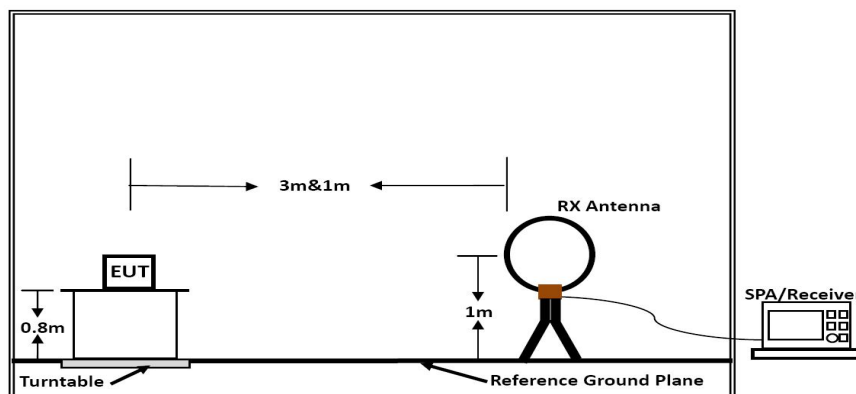 3m&1m
RX Antenna
EUT
SPA/Receiver
0.8m
1m
Turntable
Reference Ground Plane